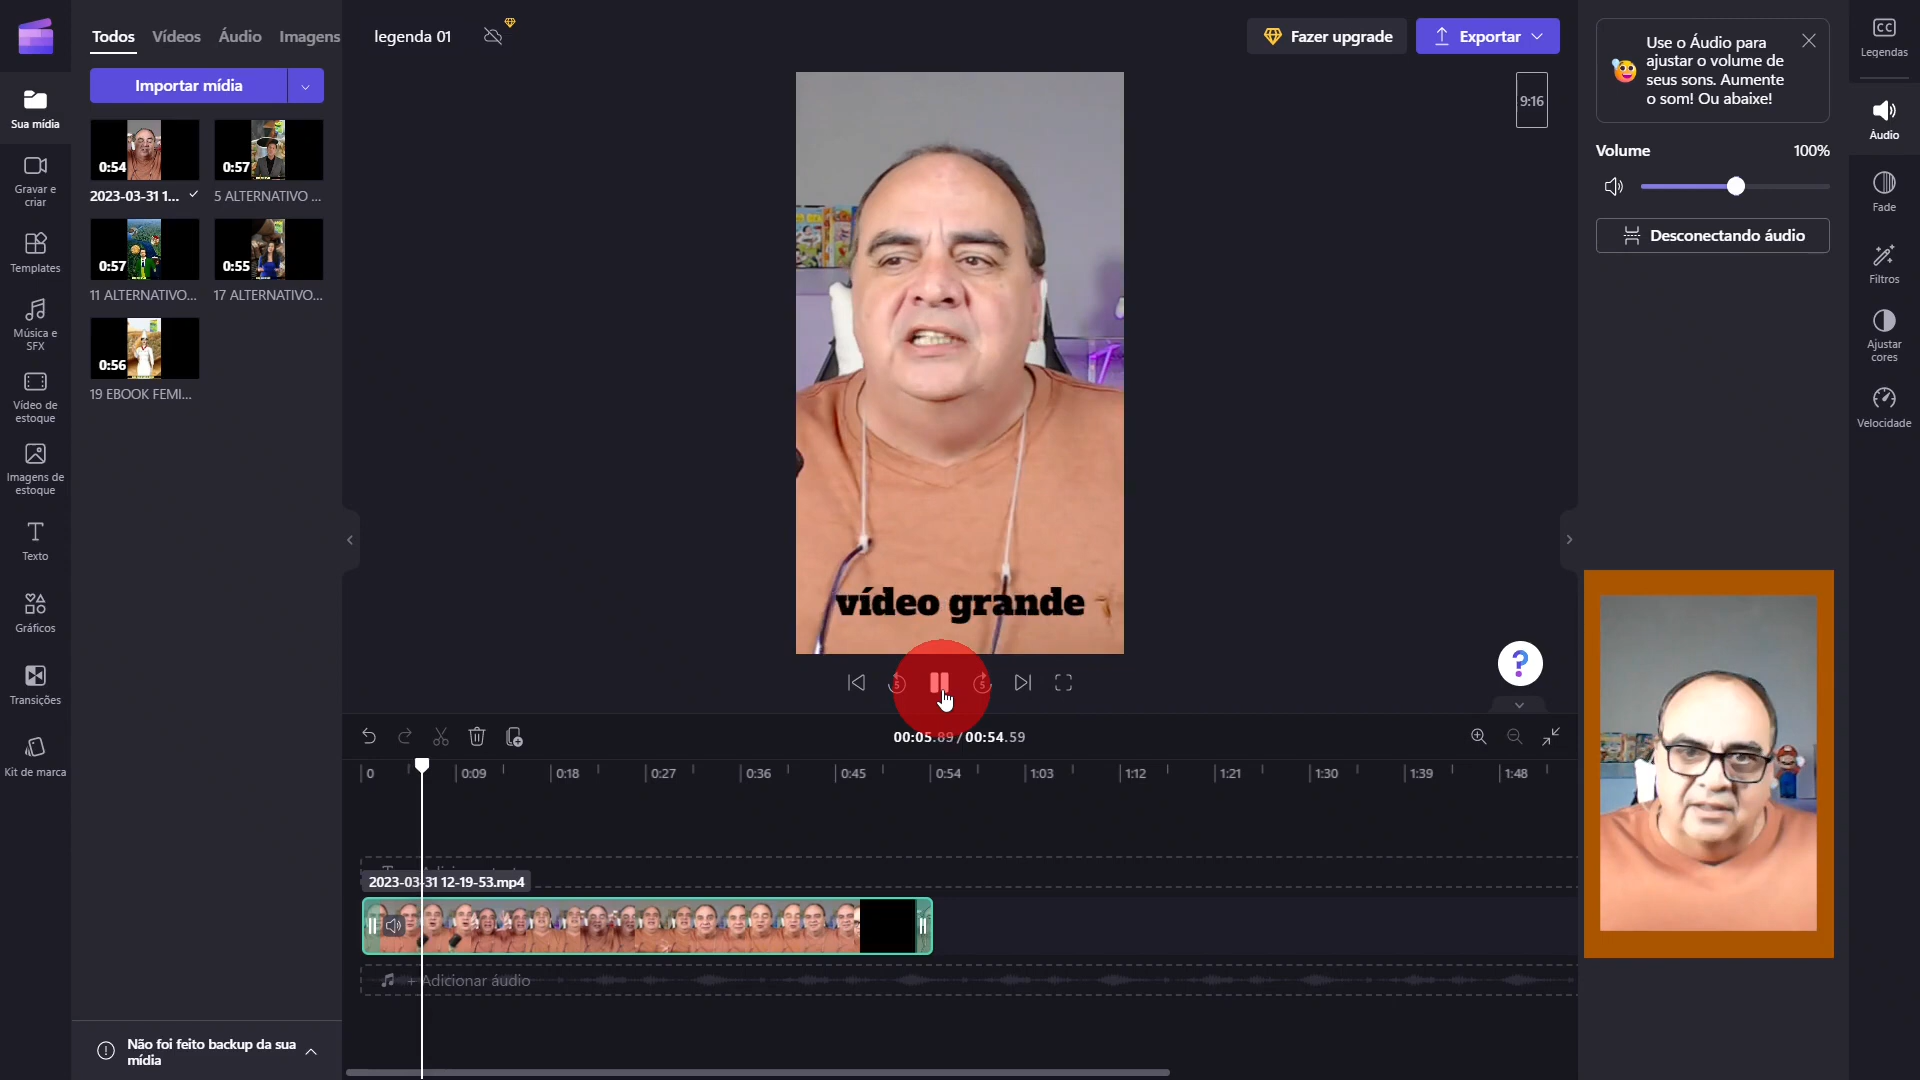 Todos
Vídeos
Áudio
Imagens
legenda 01
Fazer upgrade
Exportar
Importar mídia
Sua mídia
Gravar e
criar
Templates
Música e
SFX
Vídeo de
estoque
Imagens de
estoque
Texto
Gráficos
Transições
Kit de marca
0:54
2023-03-31 1...
0:57
5 ALTERNATIVO ...
0:57
11 ALTERNATIVO...
0:55
17 ALTERNATIVO...
0:56
19 EBOOK FEMI...
Não foi feito backup da sua
mídia
9:16
vídeo grande
5
5
?
00:05.89 / 00:54.59
0
0:09
0:18
0:27
0:36
0:45
0:54
1:03
1:12
1:21
1:30
1:39
1:48
2023-03-31 12-19-53.mp4
+ Adicionar áudio
Use o Áudio para
ajustar o volume de
seus sons. Aumente
o som! Ou abaixe!
Volume
100%
Desconectando áudio
CC
Legendas
Áudio
Fade
Filtros
Ajustar
cores
Velocidade